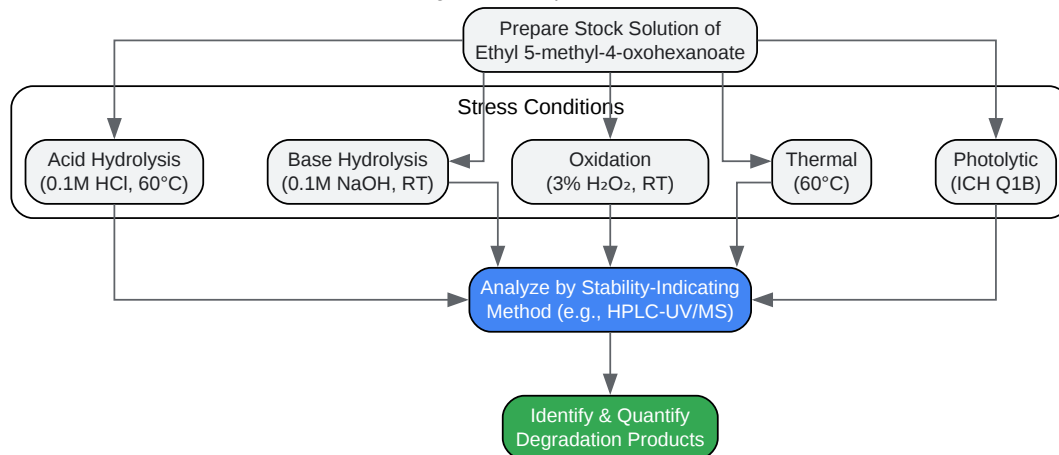 Prepare Stock Solution of
Ethyl 5-methyl-4-oxohexanoate
Stress Conditions
Acid Hydrolysis
(0.1M HCl, 60°C)
Base Hydrolysis
(0.1M NaOH, RT)
Oxidation
(3% H₂O₂, RT)
Thermal
(60°C)
Photolytic
(ICH Q1B)
Analyze by Stability-Indicating
Method (e.g., HPLC-UV/MS)
Identify & Quantify
Degradation Products